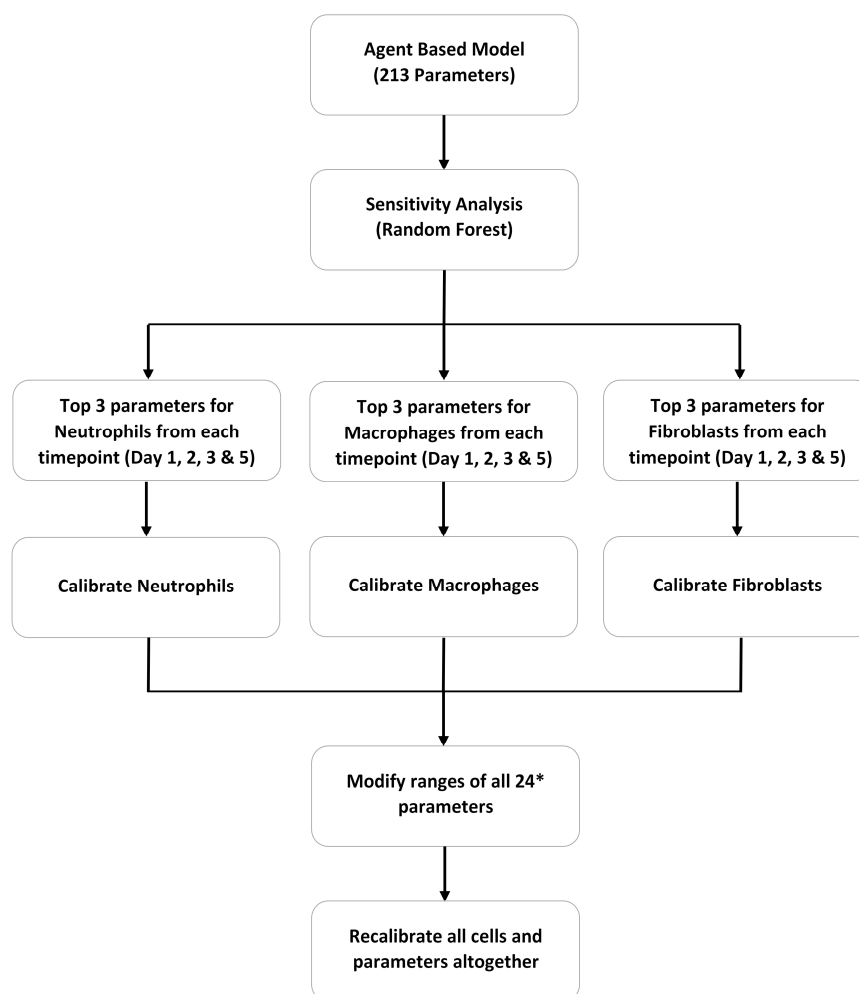 Agent Based Model
(213 Parameters)
Sensitivity Analysis
(Random Forest)
Top 3 parameters for
Neutrophils from each
timepoint (Day 1, 2, 3 & 5)
Top 3 parameters for
Macrophages from each
timepoint (Day 1, 2, 3 & 5)
Top 3 parameters for
Fibroblasts from each
timepoint (Day 1, 2, 3 & 5)
Calibrate Neutrophils
Calibrate Macrophages
Calibrate Fibroblasts
Modify ranges of all 24*
parameters
Recalibrate all cells and
parameters altogether